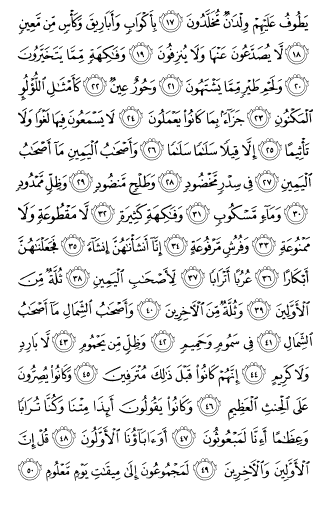 يَطُوفُ عَلَيْهِمْ وِلْدَٰنٌ مُّخَلَّدُونَ ۝١٧ بِأَكْوَابٍ وَأَبَارِيقَ وَكَأْسٍ مِّن مَّعِينٍ
۝١٨ لَّا يُصَدَّعُونَ عَنْهَا وَلَا يُنزِفُونَ ۝١٩ وَفَٰكِهَةٍ مِّمَّا يَتَخَيَّرُونَ
۝٢٠ وَلَحْمِ طَيْرٍ مِّمَّا يَشْتَهُونَ ۝٢١ وَحُورٌ عِينٌ ۝٢٢ كَأَمْثَٰلِ ٱللُّؤْلُوِٕ
ٱلْمَكْنُونِ ۝٢٣ جَزَآءًۢ بِمَا كَانُوا۟ يَعْمَلُونَ ۝٢٤ لَا يَسْمَعُونَ فِيهَا لَغْوًا وَلَا
تَأْثِيمًا ۝٢٥ إِلَّا قِيلًا سَلَٰمًا سَلَٰمًا ۝٢٦ وَأَصْحَٰبُ ٱلْيَمِينِ مَآ أَصْحَٰبُ
ٱلْيَمِينِ ۝٢٧ فِى سِدْرٍ مَّخْضُودٍ ۝٢٨ وَطَلْحٍ مَّنضُودٍ ۝٢٩ وَظِلٍّ مَّمْدُودٍ
۝٣٠ وَمَآءٍ مَّسْكُوبٍ ۝٣١ وَفَٰكِهَةٍ كَثِيرَةٍ ۝٣٢ لَّا مَقْطُوعَةٍ وَلَا
مَمْنُوعَةٍ ۝٣٣ وَفُرُشٍ مَّرْفُوعَةٍ ۝٣٤ إِنَّآ أَنشَأْنَٰهُنَّ إِنشَآءً ۝٣٥ فَجَعَلْنَٰهُنَّ
أَبْكَارًا ۝٣٦ عُرُبًا أَتْرَابًا ۝٣٧ لِّأَصْحَٰبِ ٱلْيَمِينِ ۝٣٨ ثُلَّةٌ مِّنَ
ٱلْأَوَّلِينَ ۝٣٩ وَثُلَّةٌ مِّنَ ٱلْءَاخِرِينَ ۝٤٠ وَأَصْحَٰبُ ٱلشِّمَالِ مَآ أَصْحَٰبُ
ٱلشِّمَالِ ۝٤١ فِى سَمُومٍ وَحَمِيمٍ ۝٤٢ وَظِلٍّ مِّن يَحْمُومٍ ۝٤٣ لَّا بَارِدٍ
وَلَا كَرِيمٍ ۝٤٤ إِنَّهُمْ كَانُوا۟ قَبْلَ ذَٰلِكَ مُتْرَفِينَ ۝٤٥ وَكَانُوا۟ يُصِرُّونَ
عَلَى ٱلْحِنثِ ٱلْعَظِيمِ ۝٤٦ وَكَانُوا۟ يَقُولُونَ أَئِذَا مِتْنَا وَكُنَّا تُرَابًا
وَعِظَٰمًا أَءِنَّا لَمَبْعُوثُونَ ۝٤٧ أَوَءَابَآؤُنَا ٱلْأَوَّلُونَ ۝٤٨ قُلْ إِنَّ
ٱلْأَوَّلِينَ وَٱلْءَاخِرِينَ ۝٤٩ لَمَجْمُوعُونَ إِلَىٰ مِيقَٰتِ يَوْمٍ مَّعْلُومٍ ۝٥٠